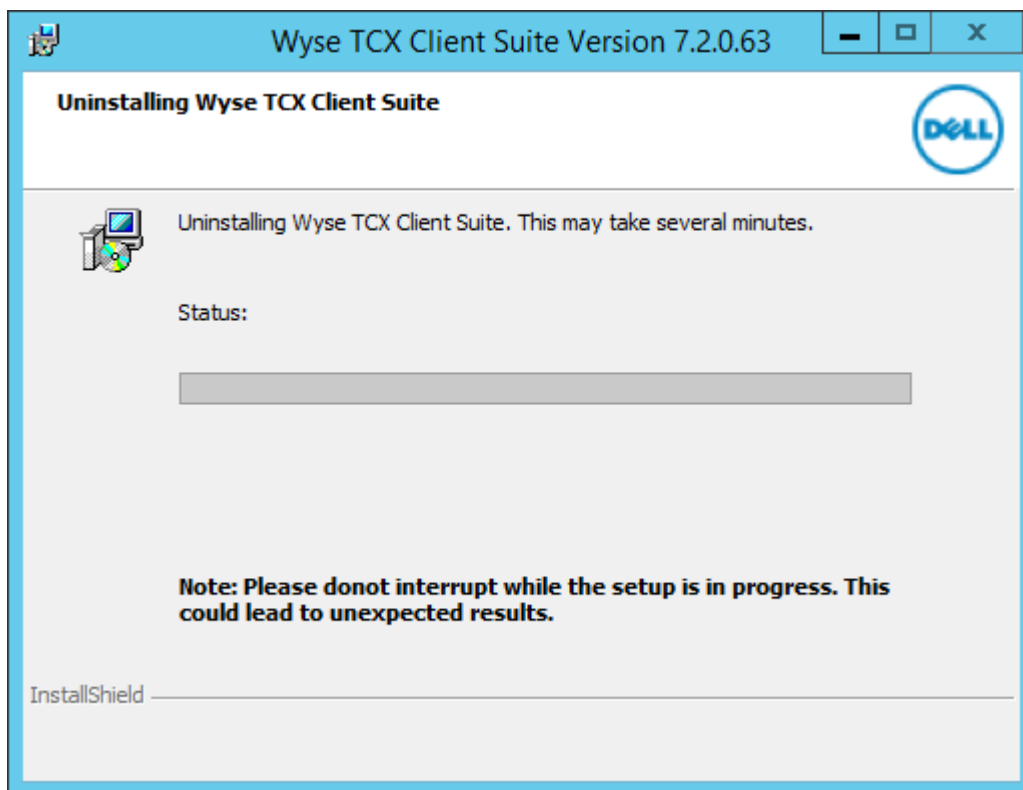 Wyse TCX Client Suite Version 7.2.0.63
Uninstalling Wyse TCX Client Suite
DELL
Uninstalling Wyse TCX Client Suite. This may take several minutes.
Status:
Note: Please donot interrupt while the setup is in progress. This
could lead to unexpected results.
InstallShield